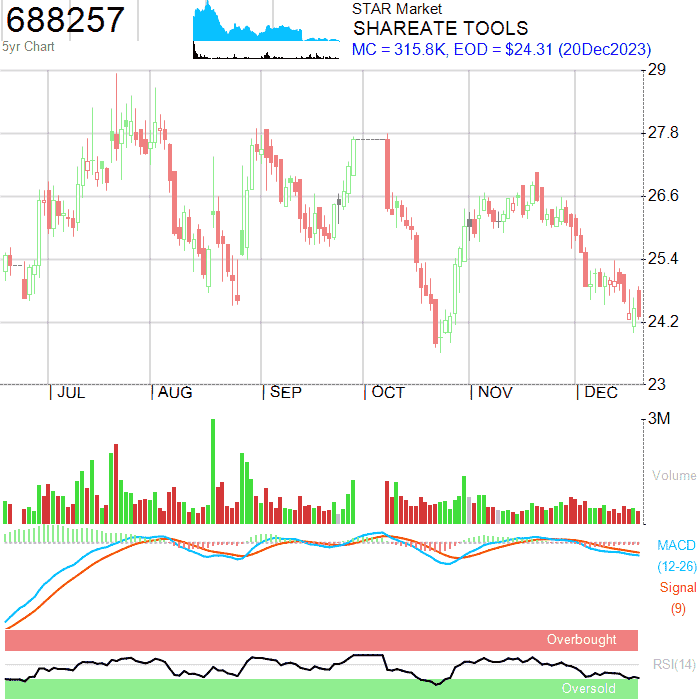 688257
5yr Chart
STAR Market
SHAREATE TOOLS
MC = 315.8K, EOD = $24.31 (20Dec2023)
29
27.8
26.6
25.4
24.2
23
JUL AUG SEP OCT NOV DEC
3M
Volume
MACD
(12-26)
Signal
(9)
Overbought
RSI(14)
Oversold